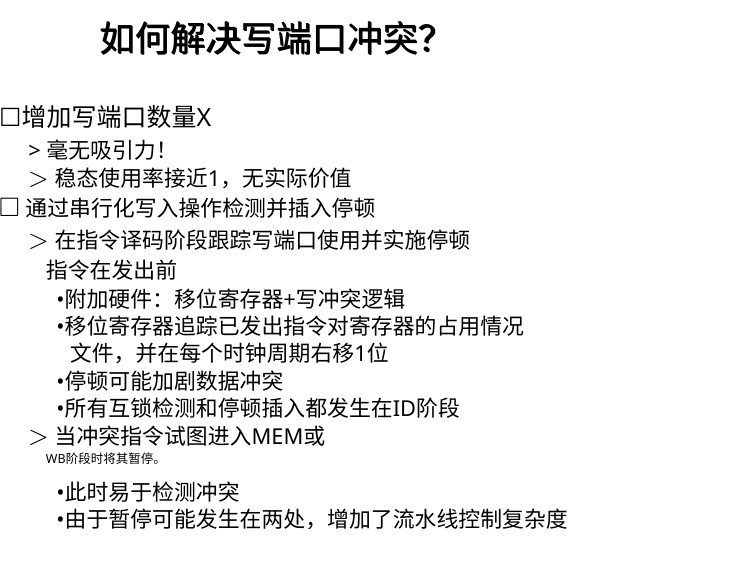 如何解决写端口冲突？
□增加写端口数量X
> 毫无吸引力！
＞ 稳态使用率接近1，无实际价值
□ 通过串行化写入操作检测并插入停顿
＞ 在指令译码阶段跟踪写端口使用并实施停顿
指令在发出前
•附加硬件：移位寄存器+写冲突逻辑
•移位寄存器追踪已发出指令对寄存器的占用情况
文件，并在每个时钟周期右移1位
•停顿可能加剧数据冲突
•所有互锁检测和停顿插入都发生在ID阶段
＞ 当冲突指令试图进入MEM或
WB阶段时将其暂停。
•此时易于检测冲突
•由于暂停可能发生在两处，增加了流水线控制复杂度